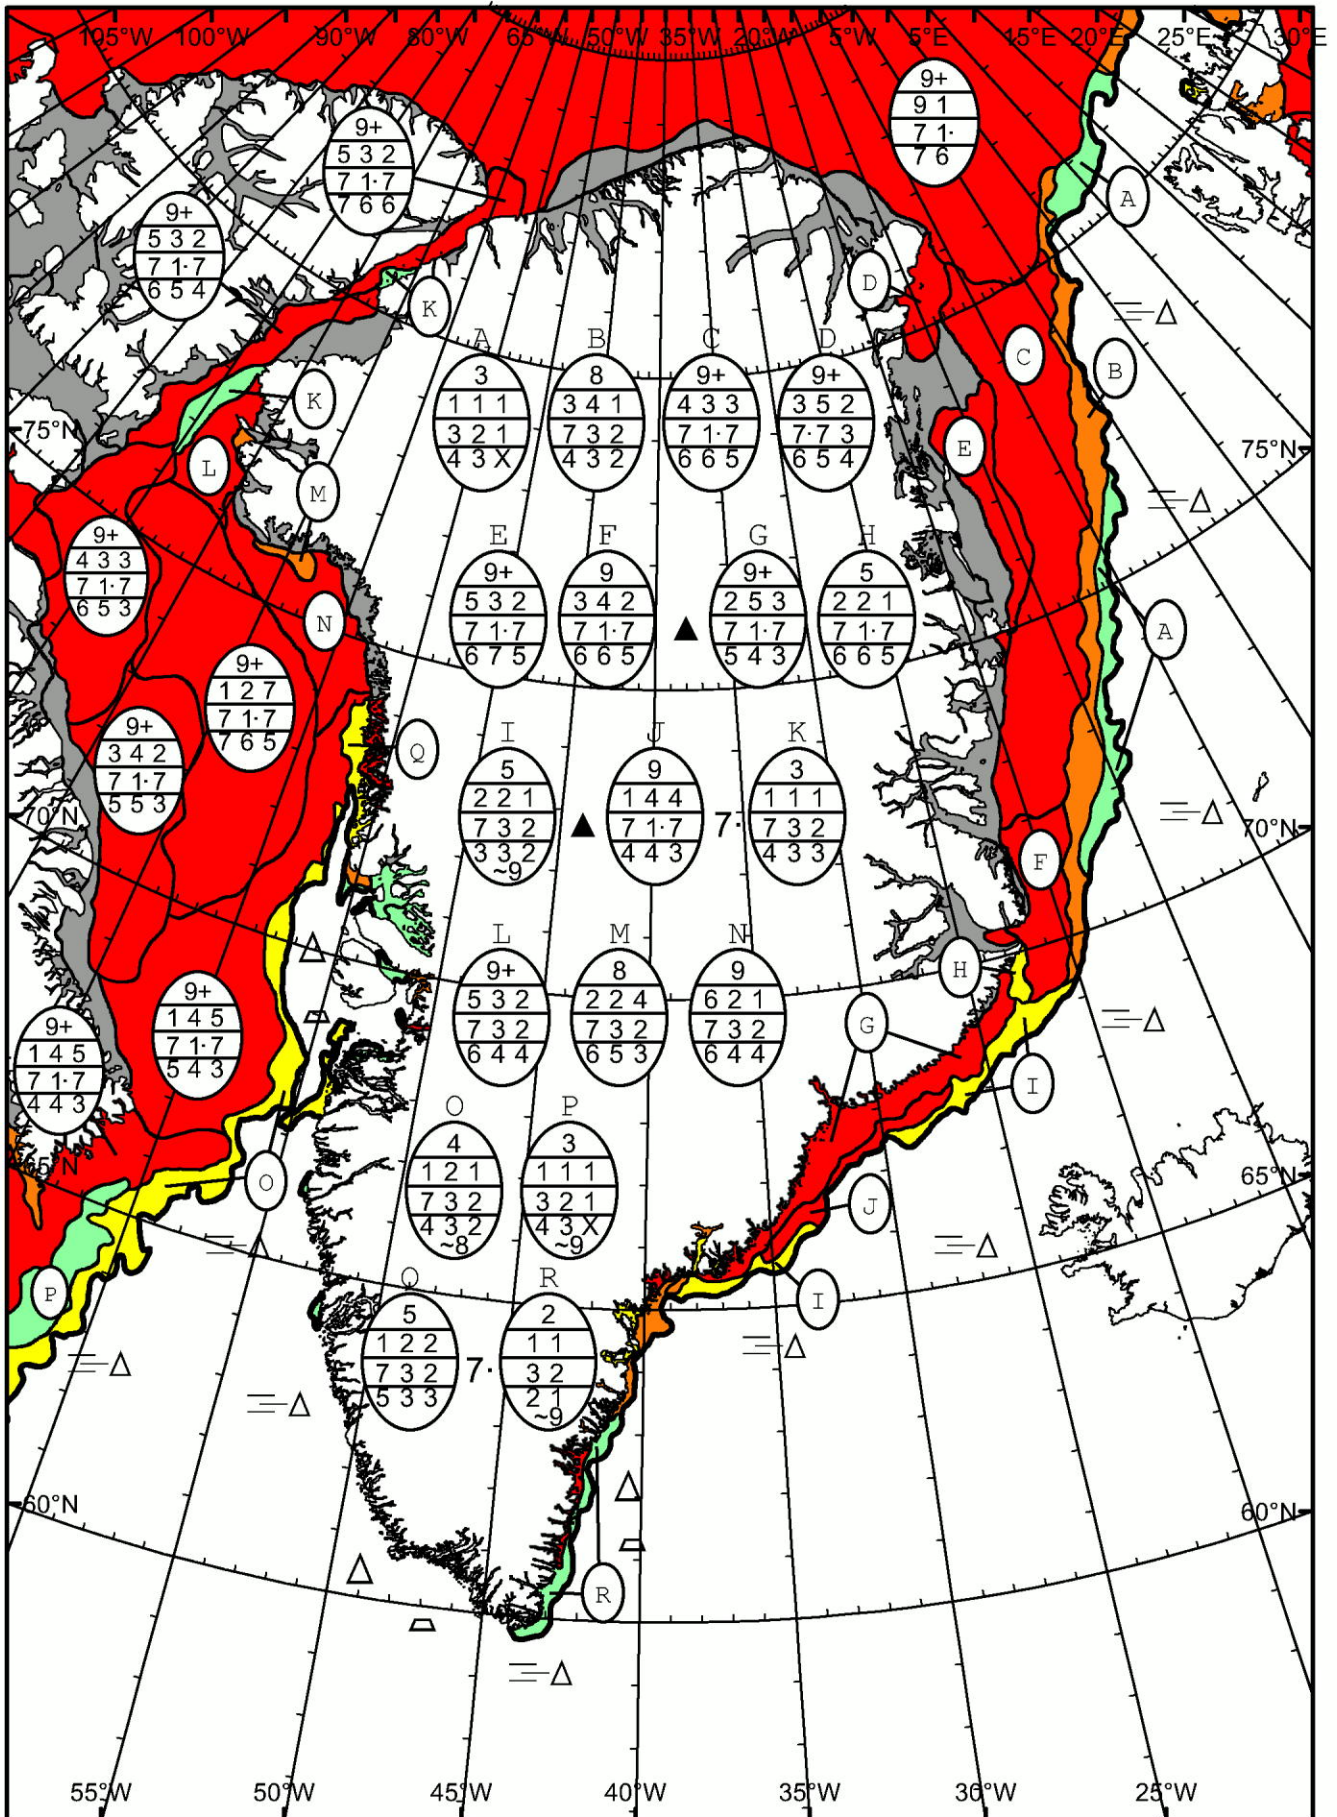 105°W 100°W 90°W 80°W 65°W 50°W 35°W 20°W 5°W 5°E 15°E 20°E 25°E 30°E
9+
9 1
7 1·
7 6
9+
5 3 2
7 1·7
7 6 6
A
9+
5 3 2
7 1·7
6 5 4
D
K
C
B
A B C D
3
1 1 1
3 2 1
4 3 X
8
3 4 1
7 3 2
4 3 2
9+
4 3 3
7 1·7
6 6 5
9+
3 5 2
7·7 3
6 5 4
K
75°N
75°N
E
L
M
9+
4 3 3
7 1·7
6 5 3
E F G H
9+
5 3 2
7 1·7
6 7 5
9
3 4 2
7 1·7
6 6 5
▲
9+
2 5 3
7 1·7
5 4 3
5
2 2 1
7 1·7
6 6 5
N
A
9+
1 2 7
7 1·7
7 6 5
9+
3 4 2
7 1·7
5 5 3
Q
I J K
5
2 2 1
7 3 2
3 3 2
~9
▲
9
1 4 4
7 1·7
4 4 3
7·
3
1 1 1
7 3 2
4 3 3
70°N
70°N
F
L M N
9+
5 3 2
7 3 2
6 4 4
8
2 2 4
7 3 2
6 5 3
9
6 2 1
7 3 2
6 4 4
H
G
9+
1 4 5
7 1·7
5 4 3
9+
1 4 5
7 1·7
4 4 3
I
O P
4
1 2 1
7 3 2
4 3 2
~8
3
1 1 1
3 2 1
4 3 X
~9
65°N
65°N
O
J
P
I
Q R
5
1 2 2
7 3 2
5 3 3
7·
2
1 1
3 2
2 1
~9
60°N
60°N
R
55°W 50°W 45°W 40°W 35°W 30°W 25°W